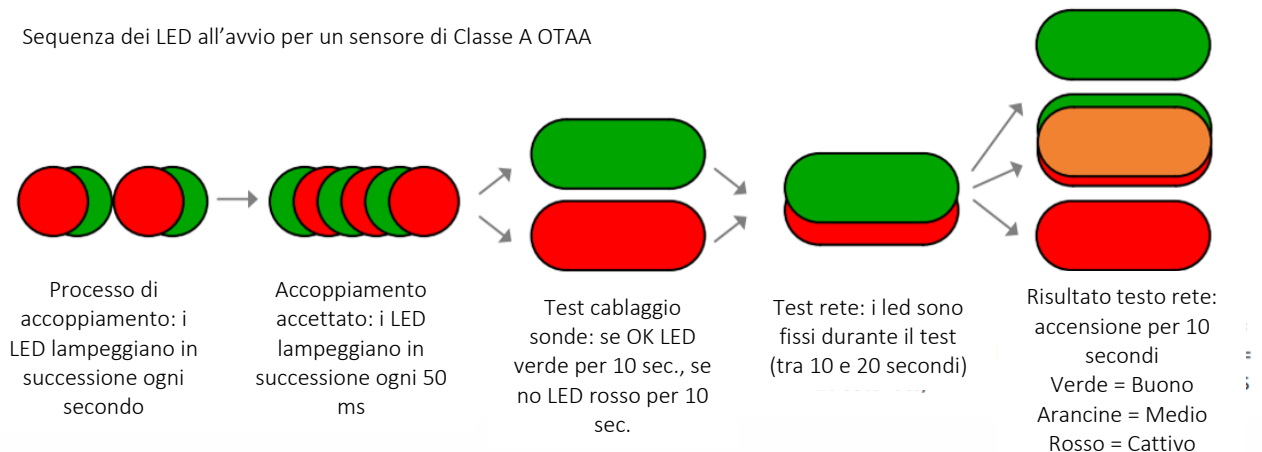 Sequenza dei LED all'avvio per un sensore di Classe A OTAA
Processo di
accoppiamento: i
LED lampeggiano in
successione ogni
secondo
Accoppiamento
accettato: i LED
lampeggiano in
successione ogni 50
ms
Test cablaggio
sonde: se OK LED
verde per 10 sec., se
no LED rosso per 10
sec.
Test rete: i led sono
fissi durante il test
(tra 10 e 20 secondi)
Risultato testo rete:
accensione per 10
secondi
Verde = Buono
Arancine = Medio
Rosso = Cattivo